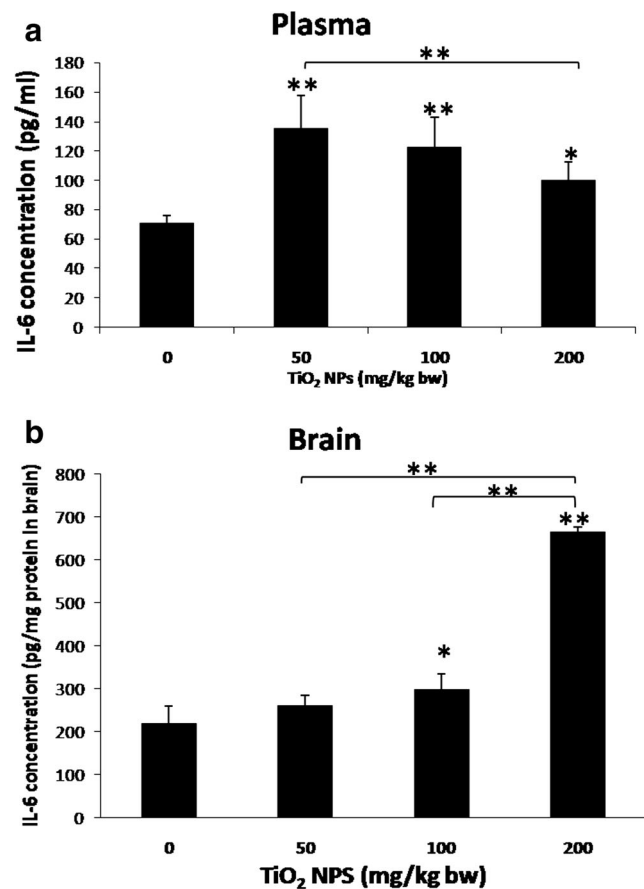 a
Plasma
IL-6 concentration (pg/ml)
180
160
140
120
100
80
60
40
20
0
**
**
**
*
0 50 100 200
TiO₂ NPs (mg/kg bw)
b
Brain
IL-6 concentration (pg/mg protein in brain)
800
700
600
500
400
300
200
100
0
**
**
**
*
0 50 100 200
TiO₂ NPS (mg/kg bw)